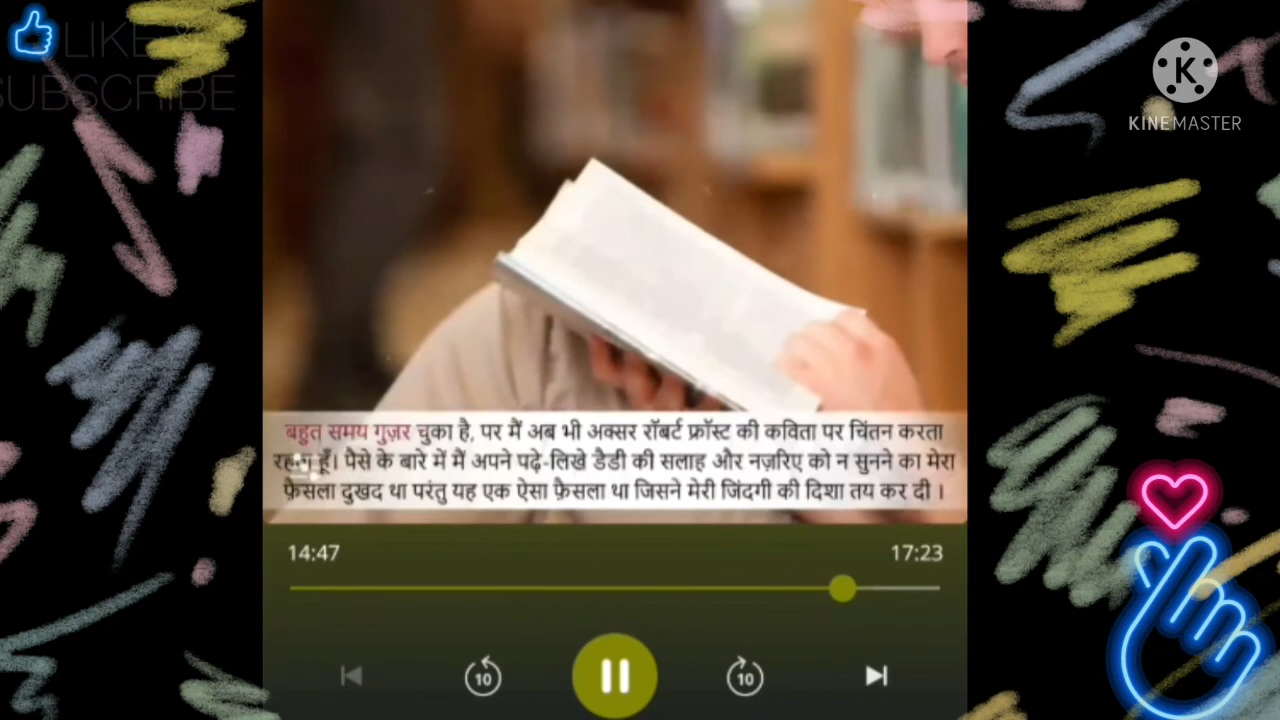 LIKE &
SUBSCRIBE
K
KINEMASTER
बहुत समय गुज़र चुका है, पर मैं अब भी अक्सर रॉबर्ट फ्रॉस्ट की कविता पर चिंतन करता
हूँ। पैसे के बारे में मैं अपने पढ़े-लिखे डैडी की सलाह और नज़रिए को न सुनने का मेरा
फ़ैसला दुखद था परंतु यह एक ऐसा फ़ैसला था जिसने मेरी जिंदगी की दिशा तय कर दी ।
14:47
17:23
10
10